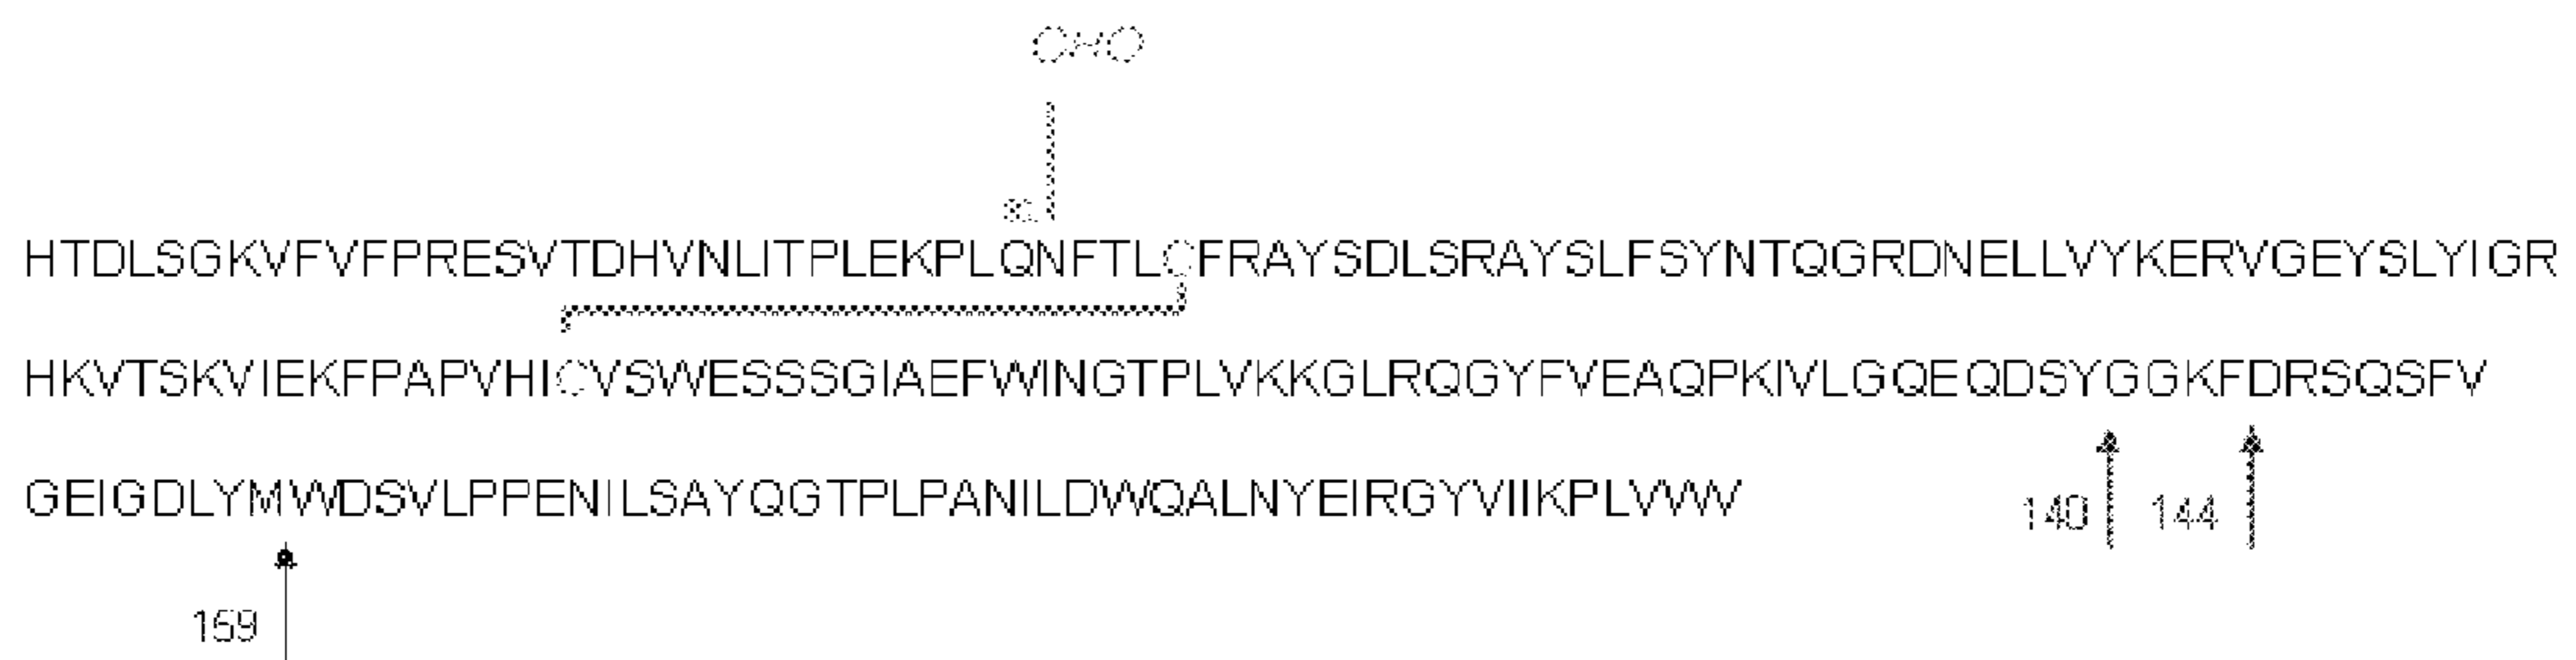 CHO
HTDLSGKVFVFPRESVTDHVNLITPLEKPLQNFTLCFRAYSDLSRAYSLFSYNTQGRDNELLVYKERVGEYSLYIGR
HKVTSKVIEKFPAPVHICVSWESSSGIAEFWINGTPLVKKGLRQGYFVEAQPKIVLGQEQDSYGGKFDRSQSFV
GEIGDLYMWDSVLPPENILSAYQGTPLPANILDWQALNYEIRGYVIIKPLVWV
140 144
159